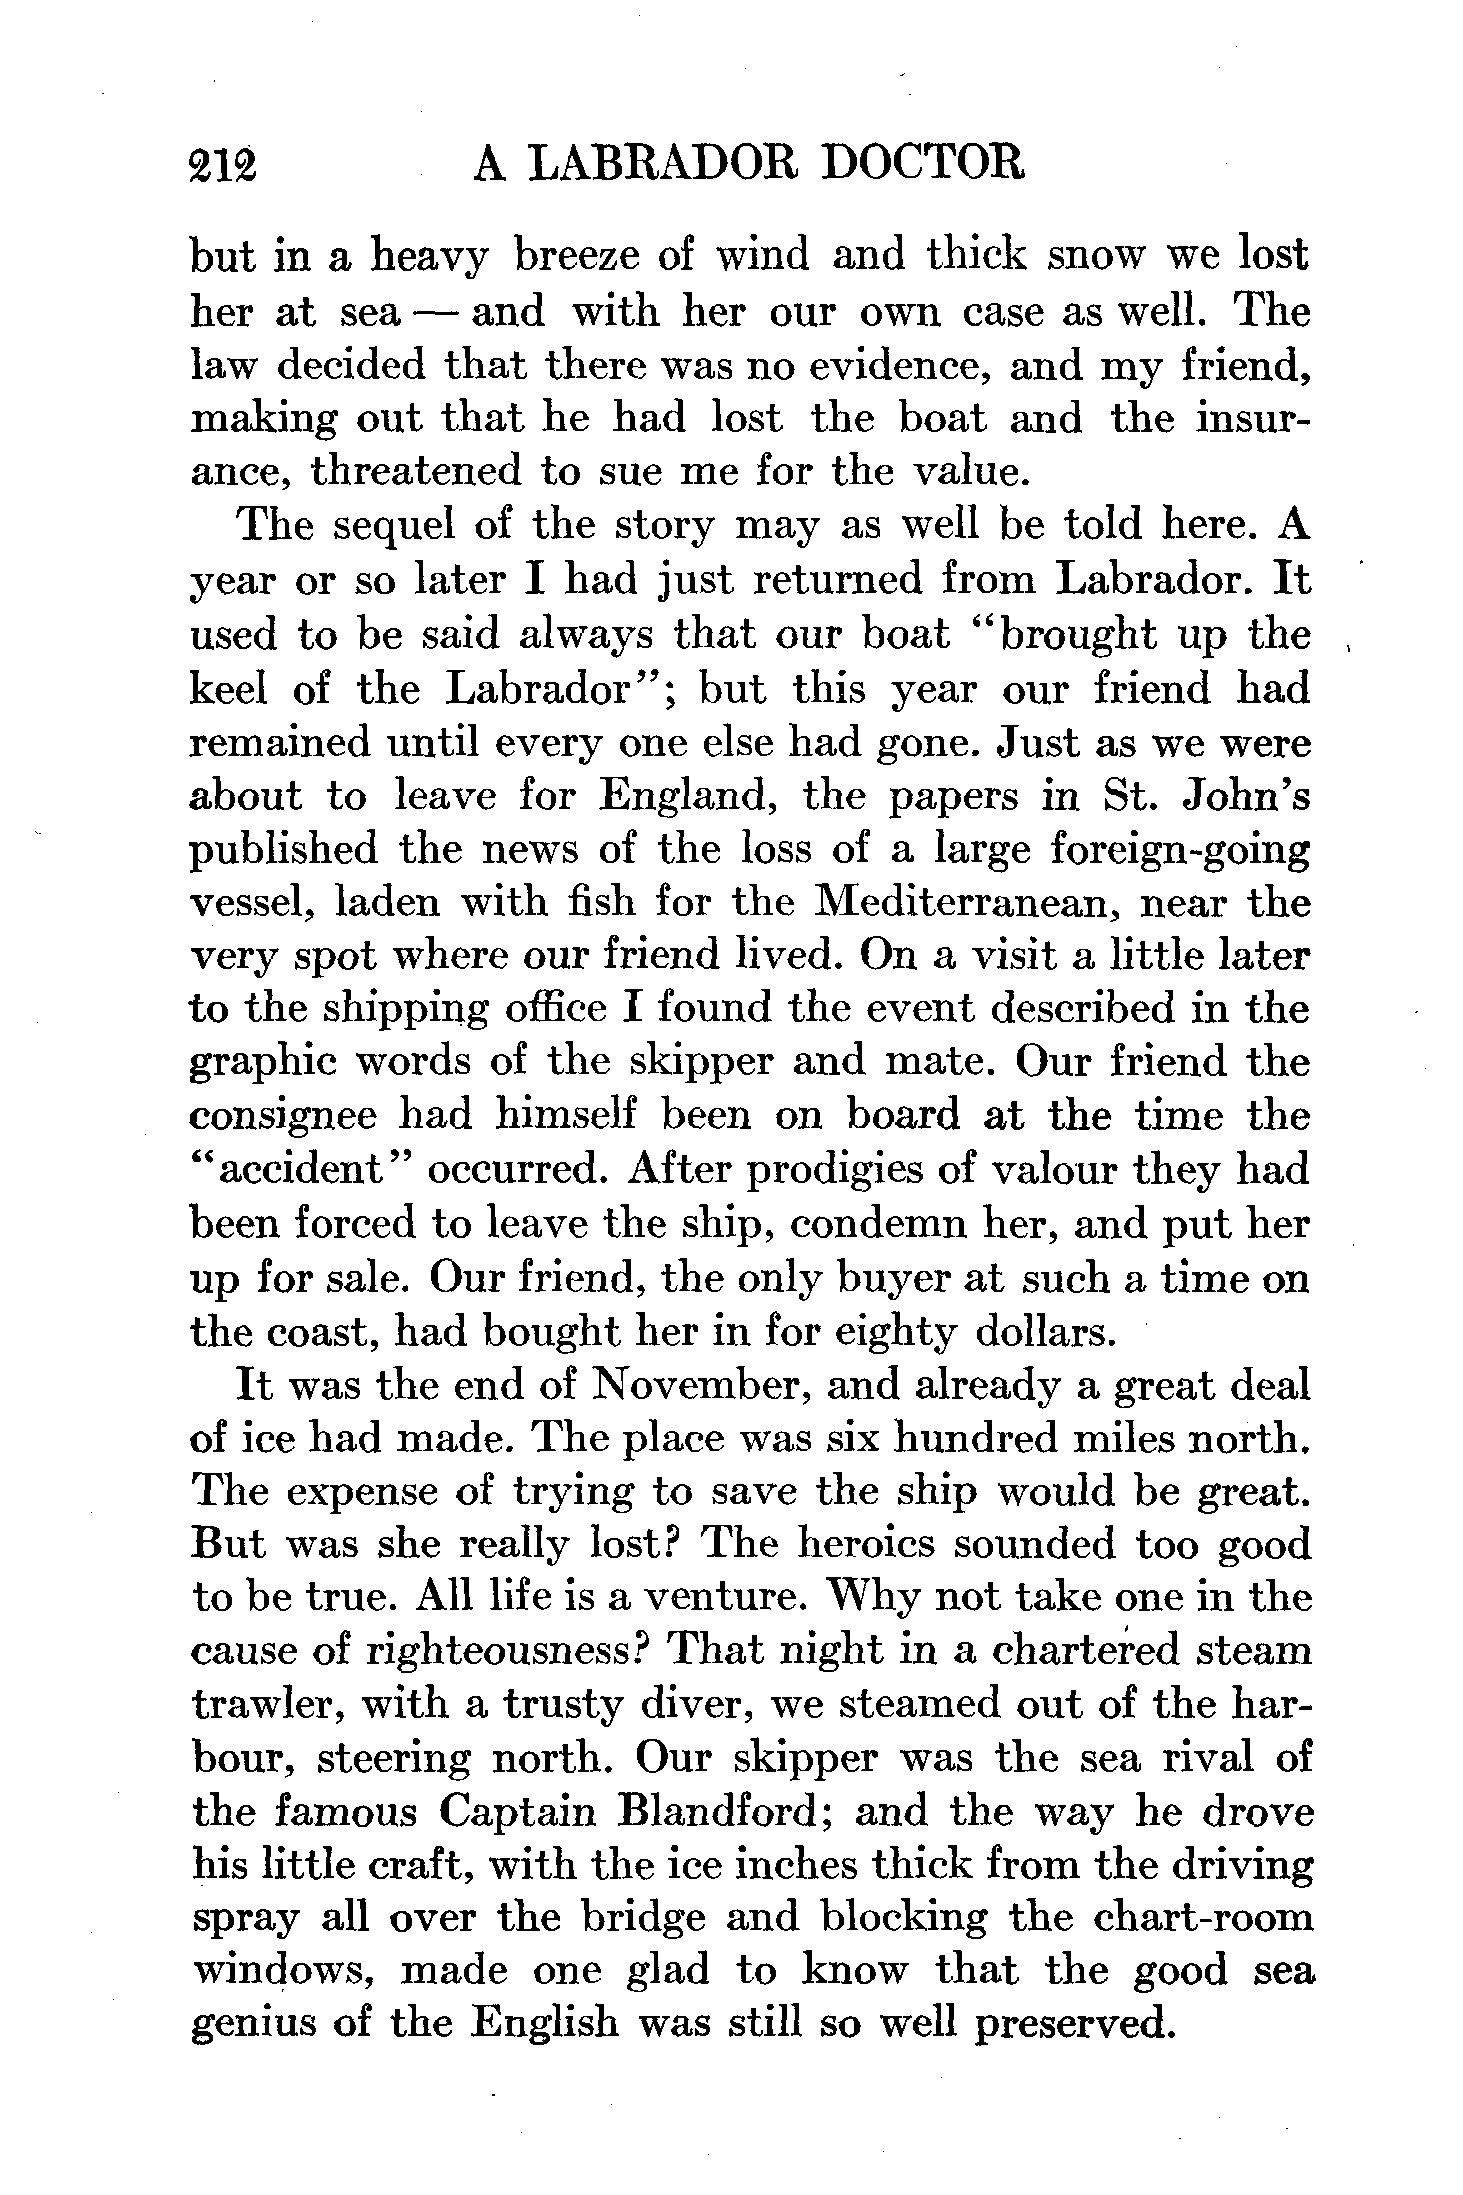 212 A LABRADOR DOCTOR
but in a heavy breeze of wind and thick snow we lost
her at sea — and with her our own case as well. The
law decided that there was no evidence, and my friend,
making out that he had lost the boat and the insur-
ance, threatened to sue me for the value.
The sequel of the story may as well be told here. A
year or so later I had just returned from Labrador. It
used to be said always that our boat “brought up the
keel of the Labrador”; but this year our friend had
remained until every one else had gone. Just as we were
about to leave for England, the papers in St. John’s
published the news of the loss of a large foreign-going
vessel, laden with fish for the Mediterranean, near the
very spot where our friend lived. On a visit a little later
to the shipping office I found the event described in the
graphic words of the skipper and mate. Our friend the
consignee had himself been on board at the time the
“accident” occurred. After prodigies of valour they had
been forced to leave the ship, condemn her, and put her
up for sale. Our friend, the only buyer at such a time on
the coast, had bought her in for eighty dollars.
It was the end of November, and already a great deal
of ice had made. The place was six hundred miles north.
The expense of trying to save the ship would be great.
But was she really lost? The heroics sounded too good
to be true. All life is a venture. Why not take one in the
cause of righteousness? That night in a chartered steam
trawler, with a trusty diver, we steamed out of the har-
bour, steering north. Our skipper was the sea rival of
the famous Captain Blandford; and the way he drove
his little craft, with the ice inches thick from the driving
spray all over the bridge and blocking the chart-room
windows, made one glad to know that the good sea
genius of the English was still so well preserved.